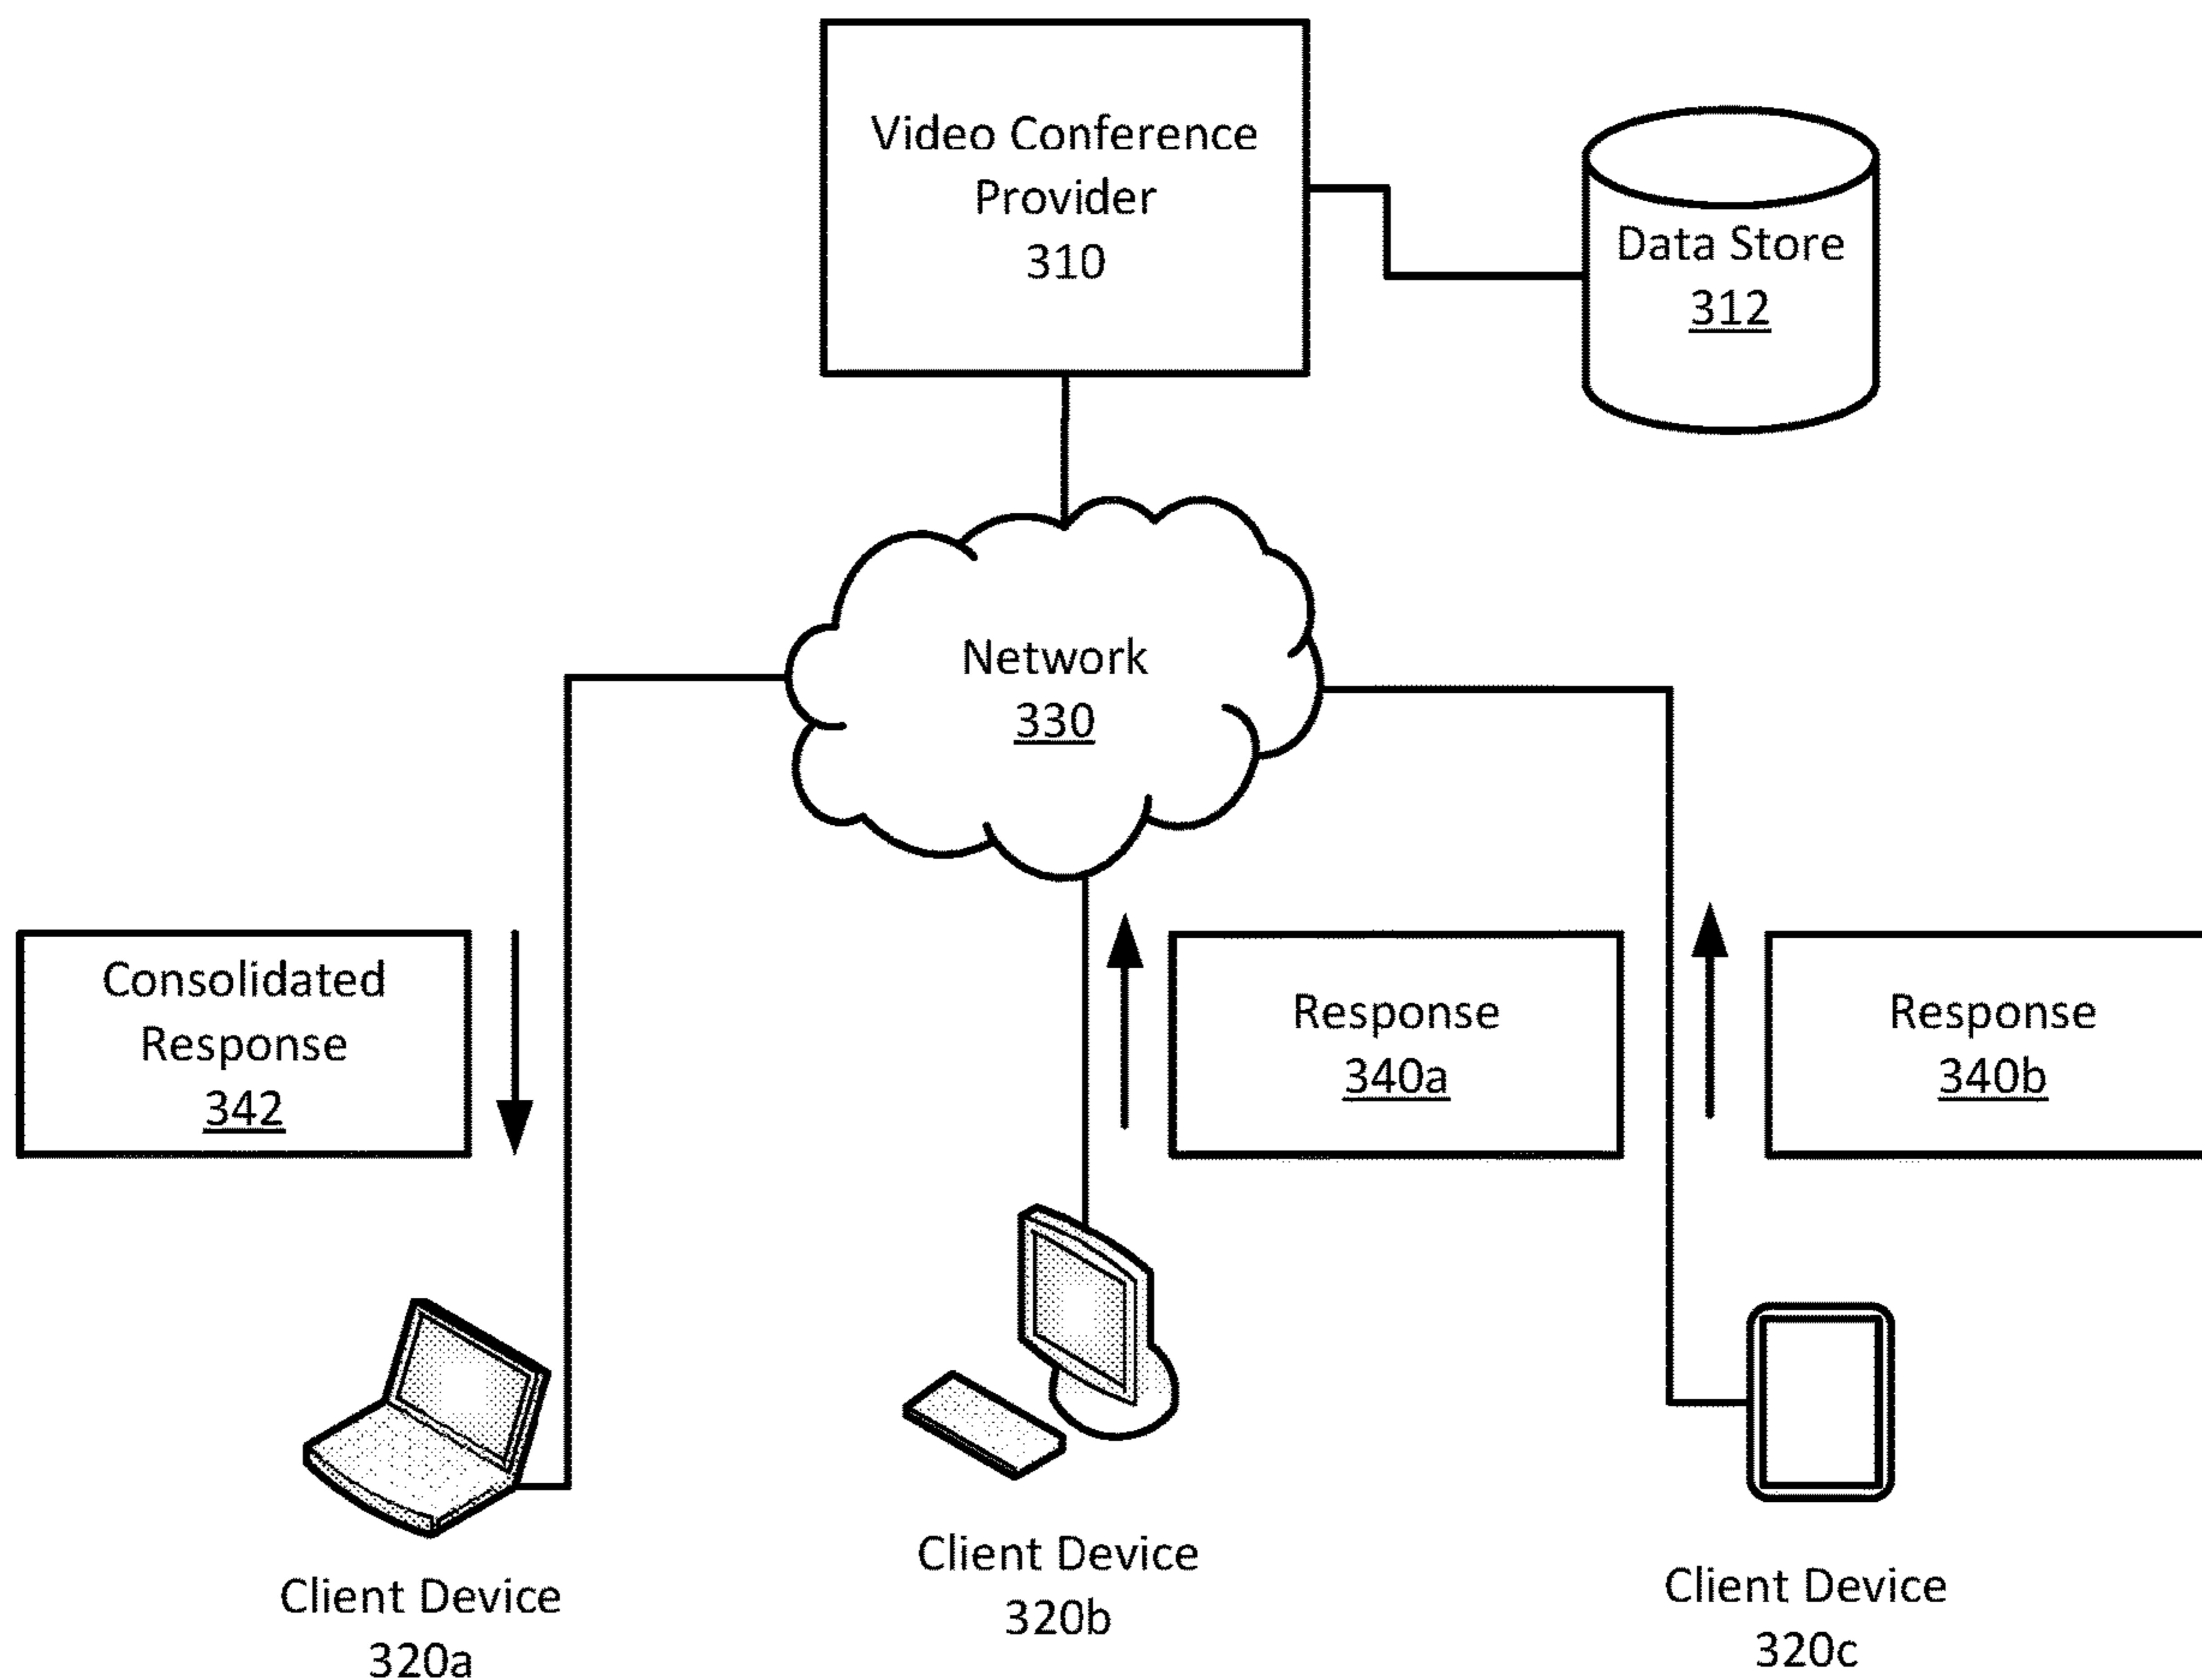 Video Conference
Provider
310
Data Store
312
Network
330
Consolidated
Response
342
Response
340a
Response
340b
Client Device
320a
Client Device
320b
Client Device
320c